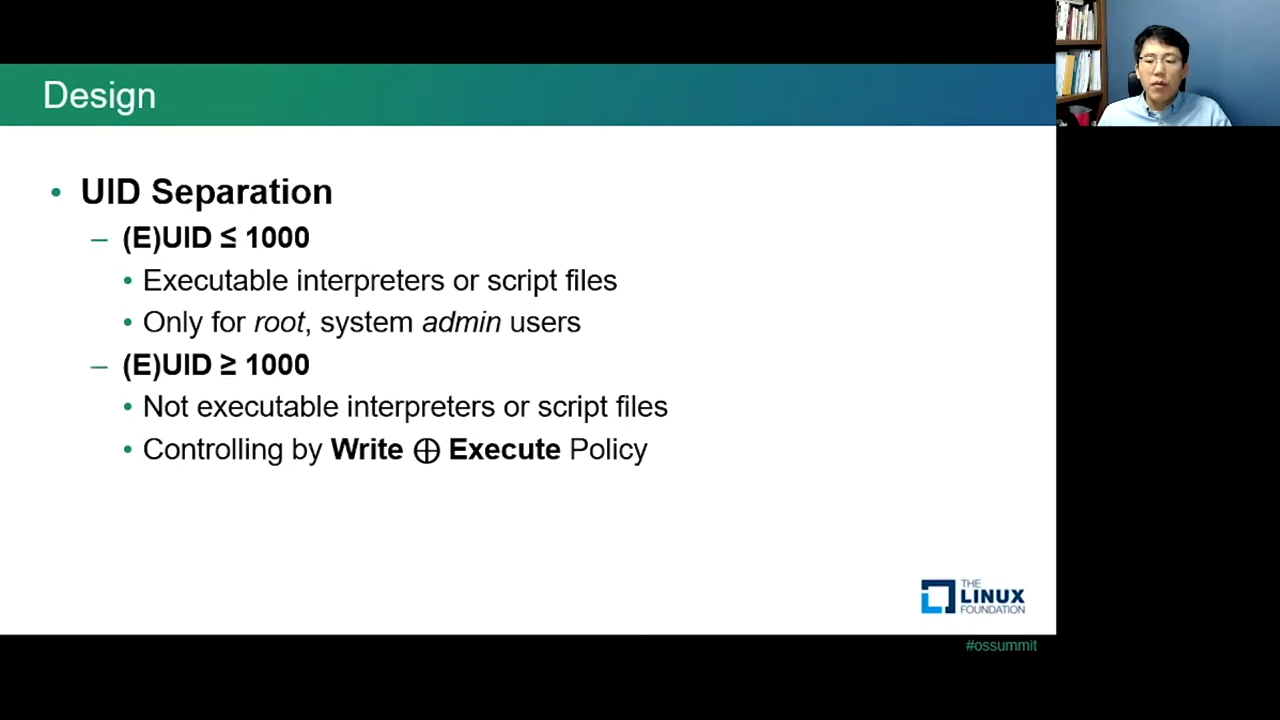 Design
• UID Separation
– (E)UID ≤ 1000
• Executable interpreters or script files
• Only for root, system admin users
– (E)UID ≥ 1000
• Not executable interpreters or script files
• Controlling by Write ⊕ Execute Policy
THE
LINUX
FOUNDATION
#ossummit